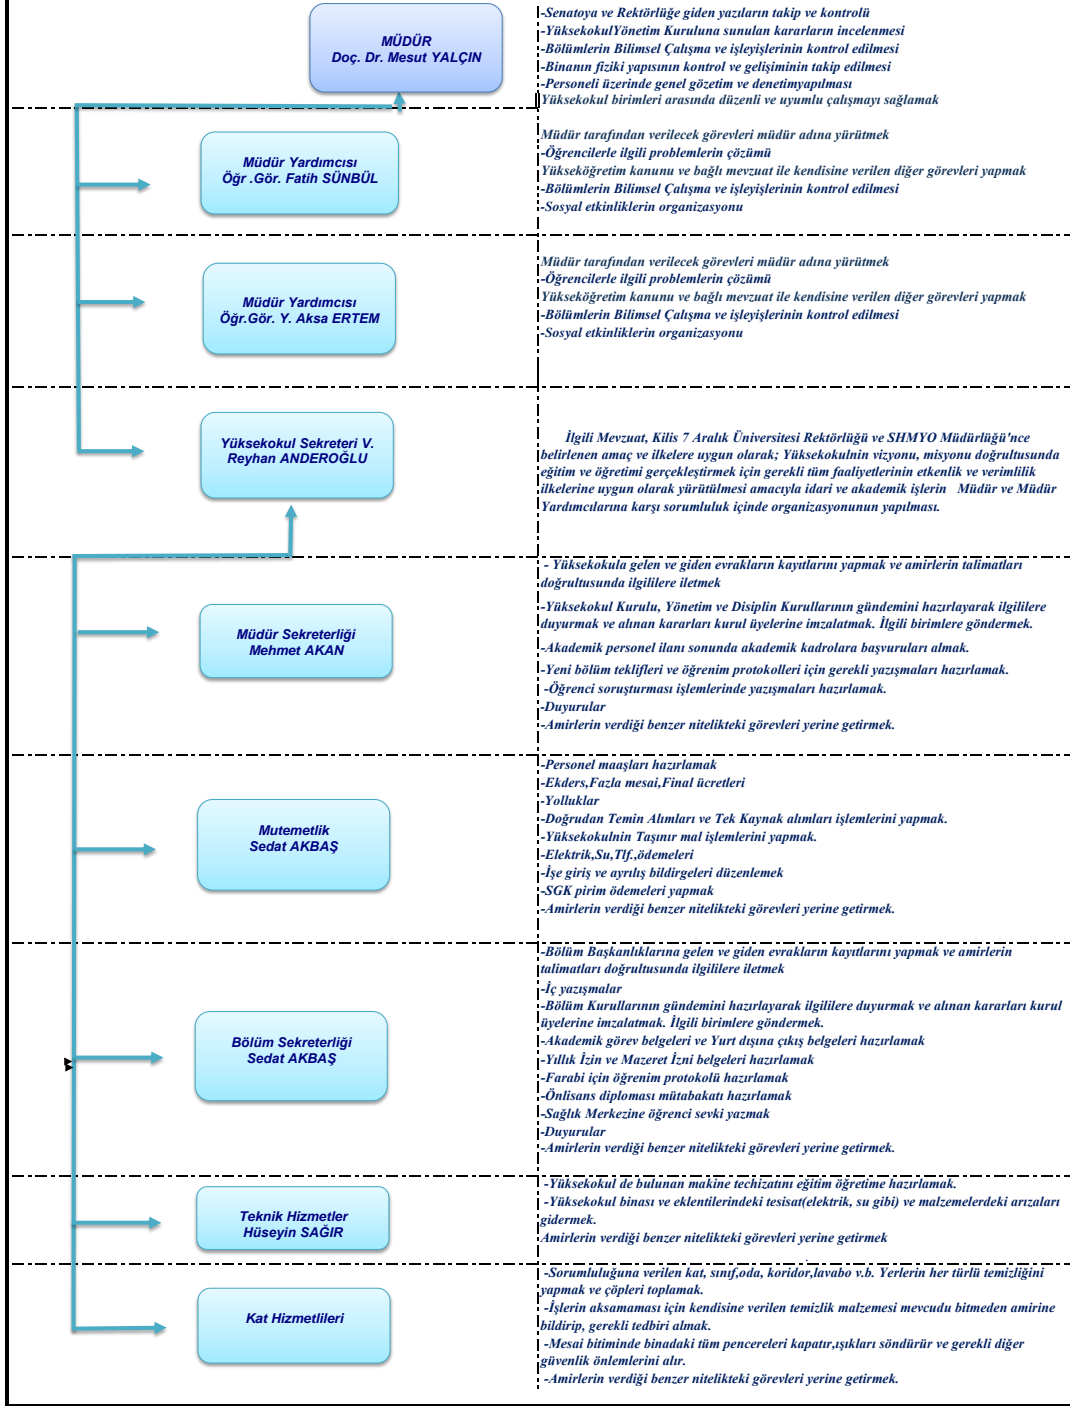 MÜDÜR
Doç. Dr. Mesut YALÇIN
-Senatoya ve Rektörlüğe giden yazıların takip ve kontrolü
-YüksekokulYönetim Kuruluna sunulan kararların incelenmesi
-Bölümlerin Bilimsel Çalışma ve işleyişlerinin kontrol edilmesi
-Binanın fiziki yapısının kontrol ve gelişiminin takip edilmesi
-Personeli üzerinde genel gözetim ve denetimyapılması
Yüksekokul birimleri arasında düzenli ve uyumlu çalışmayı sağlamak
Müdür Yardımcısı
Öğr .Gör. Fatih SÜNBÜL
Müdür tarafından verilecek görevleri müdür adına yürütmek
-Öğrencilerle ilgili problemlerin çözümü
Yükseköğretim kanunu ve bağlı mevzuat ile kendisine verilen diğer görevleri yapmak
-Bölümlerin Bilimsel Çalışma ve işleyişlerinin kontrol edilmesi
-Sosyal etkinliklerin organizasyonu
Müdür Yardımcısı
Öğr.Gör. Y. Aksa ERTEM
Müdür tarafından verilecek görevleri müdür adına yürütmek
-Öğrencilerle ilgili problemlerin çözümü
Yükseköğretim kanunu ve bağlı mevzuat ile kendisine verilen diğer görevleri yapmak
-Bölümlerin Bilimsel Çalışma ve işleyişlerinin kontrol edilmesi
-Sosyal etkinliklerin organizasyonu
Yüksekokul Sekreteri V.
Reyhan ANDEROĞLU
İlgili Mevzuat, Kilis 7 Aralık Üniversitesi Rektörlüğü ve SHMYO Müdürlüğü'nce
belirlenen amaç ve ilkelere uygun olarak; Yüksekokulnin vizyonu, misyonu doğrultusunda
eğitim ve öğretimi gerçekleştirmek için gerekli tüm faaliyetlerinin etkenlik ve verimlilik
ilkelerine uygun olarak yürütülmesi amacıyla idari ve akademik işlerin Müdür ve Müdür
Yardımcılarına karşı sorumluluk içinde organizasyonunun yapılması.
Müdür Sekreterliği
Mehmet AKAN
- Yüksekokula gelen ve giden evrakların kayıtlarını yapmak ve amirlerin talimatları
doğrultusunda ilgililere iletmek
-Yüksekokul Kurulu, Yönetim ve Disiplin Kurullarının gündemini hazırlayarak ilgililere
duyurmak ve alınan kararları kurul üyelerine imzalatmak. İlgili birimlere göndermek.
-Akademik personel ilanı sonunda akademik kadrolara başvuruları almak.
-Yeni bölüm teklifleri ve öğrenim protokolleri için gerekli yazışmaları hazırlamak.
-Öğrenci soruşturması işlemlerinde yazışmaları hazırlamak.
-Duyurular
-Amirlerin verdiği benzer nitelikteki görevleri yerine getirmek.
Mutemetlik
Sedat AKBAŞ
-Personel maaşları hazırlamak
-Ekders,Fazla mesai,Final ücretleri
-Yolluklar
-Doğrudan Temin Alımları ve Tek Kaynak alımları işlemlerini yapmak.
-Yüksekokulnin Taşınır mal işlemlerini yapmak.
-Elektrik,Su,Tlf.,ödemeleri
-İşe giriş ve ayrılış bildirgeleri düzenlemek
-SGK pirim ödemeleri yapmak
-Amirlerin verdiği benzer nitelikteki görevleri yerine getirmek.
Bölüm Sekreterliği
Sedat AKBAŞ
-Bölüm Başkanlıklarına gelen ve giden evrakların kayıtlarını yapmak ve amirlerin
talimatları doğrultusunda ilgililere iletmek
-İç yazışmalar
-Bölüm Kurullarının gündemini hazırlayarak ilgililere duyurmak ve alınan kararları kurul
üyelerine imzalatmak. İlgili birimlere göndermek.
-Akademik görev belgeleri ve Yurt dışına çıkış belgeleri hazırlamak
-Yıllık İzin ve Mazeret İzni belgeleri hazırlamak
-Farabi için öğrenim protokolü hazırlamak
-Önlisans diploması mütabakatı hazırlamak
-Sağlık Merkezine öğrenci sevki yazmak
-Duyurular
-Amirlerin verdiği benzer nitelikteki görevleri yerine getirmek.
Teknik Hizmetler
Hüseyin SAĞIR
-Yüksekokul de bulunan makine techizatını eğitim öğretime hazırlamak.
-Yüksekokul binası ve eklentilerindeki tesisat(elektrik, su gibi) ve malzemelerdeki arızaları
gidermek.
Amirlerin verdiği benzer nitelikteki görevleri yerine getirmek
Kat Hizmetlileri
-Sorumluluğuna verilen kat, sınıf,oda, koridor,lavabo v.b. Yerlerin her türlü temizliğini
yapmak ve çöpleri toplamak.
-İşlerin aksamaması için kendisine verilen temizlik malzemesi mevcudu bitmeden amirine
bildirip, gerekli tedbiri almak.
-Mesai bitiminde binadaki tüm pencereleri kapatır,ışıkları söndürür ve gerekli diğer
güvenlik önlemlerini alır.
-Amirlerin verdiği benzer nitelikteki görevleri yerine getirmek.